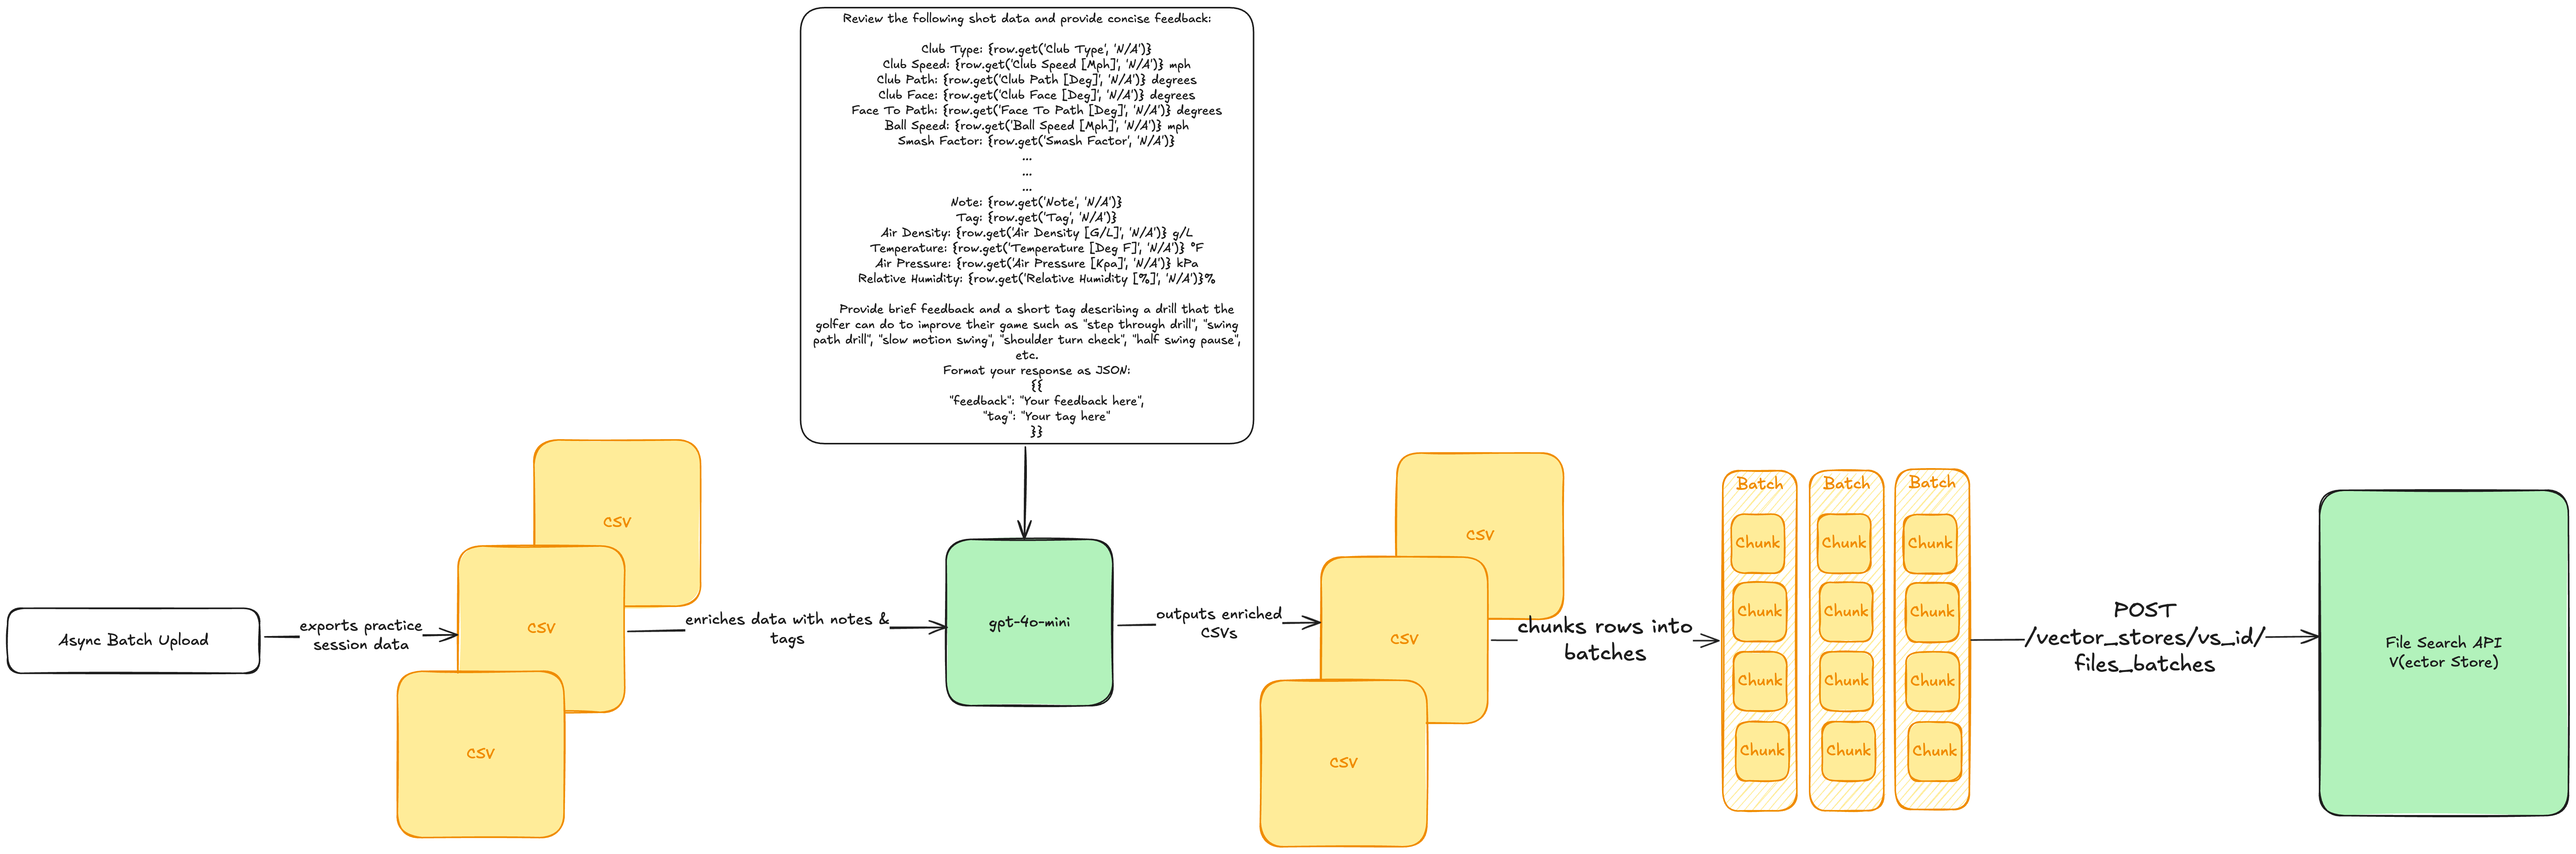 Review the following shot data and provide concise feedback:
Club Type: {row.get('Club Type', 'N/A')}
Club Speed: {row.get('Club Speed [Mph]', 'N/A')} mph
Club Path: {row.get('Club Path [Deg]', 'N/A')} degrees
Club Face: {row.get('Club Face [Deg]', 'N/A')} degrees
Face To Path: {row.get('Face To Path [Deg]', 'N/A')} degrees
Ball Speed: {row.get('Ball Speed [Mph]', 'N/A')} mph
Smash Factor: {row.get('Smash Factor', 'N/A')}
...
...
...
Note: {row.get('Note', 'N/A')}
Tag: {row.get('Tag', 'N/A')}
Air Density: {row.get('Air Density [G/L]', 'N/A')} g/L
Temperature: {row.get('Temperature [Deg F]', 'N/A')} °F
Air Pressure: {row.get('Air Pressure [Kpa]', 'N/A')} kPa
Relative Humidity: {row.get('Relative Humidity [%]', 'N/A')}%
Provide brief feedback and a short tag describing a drill that the
golfer can do to improve their game such as "step through drill", "swing
path drill", "slow motion swing", "shoulder turn check", "half swing pause",
etc.
Format your response as JSON:
{{
"feedback": "Your feedback here",
"tag": "Your tag here"
}}
Async Batch Upload
exports practice
session data
CSV
CSV
CSV
enriches data with notes &
tags
gpt-4o-mini
outputs enriched
CSVs
CSV
CSV
CSV
chunks rows into
batches
Batch
Chunk
Chunk
Chunk
Chunk
Batch
Chunk
Chunk
Chunk
Chunk
Batch
Chunk
Chunk
Chunk
Chunk
POST
/vector_stores/vs_id/
files_batches
File Search API
V(ector Store)